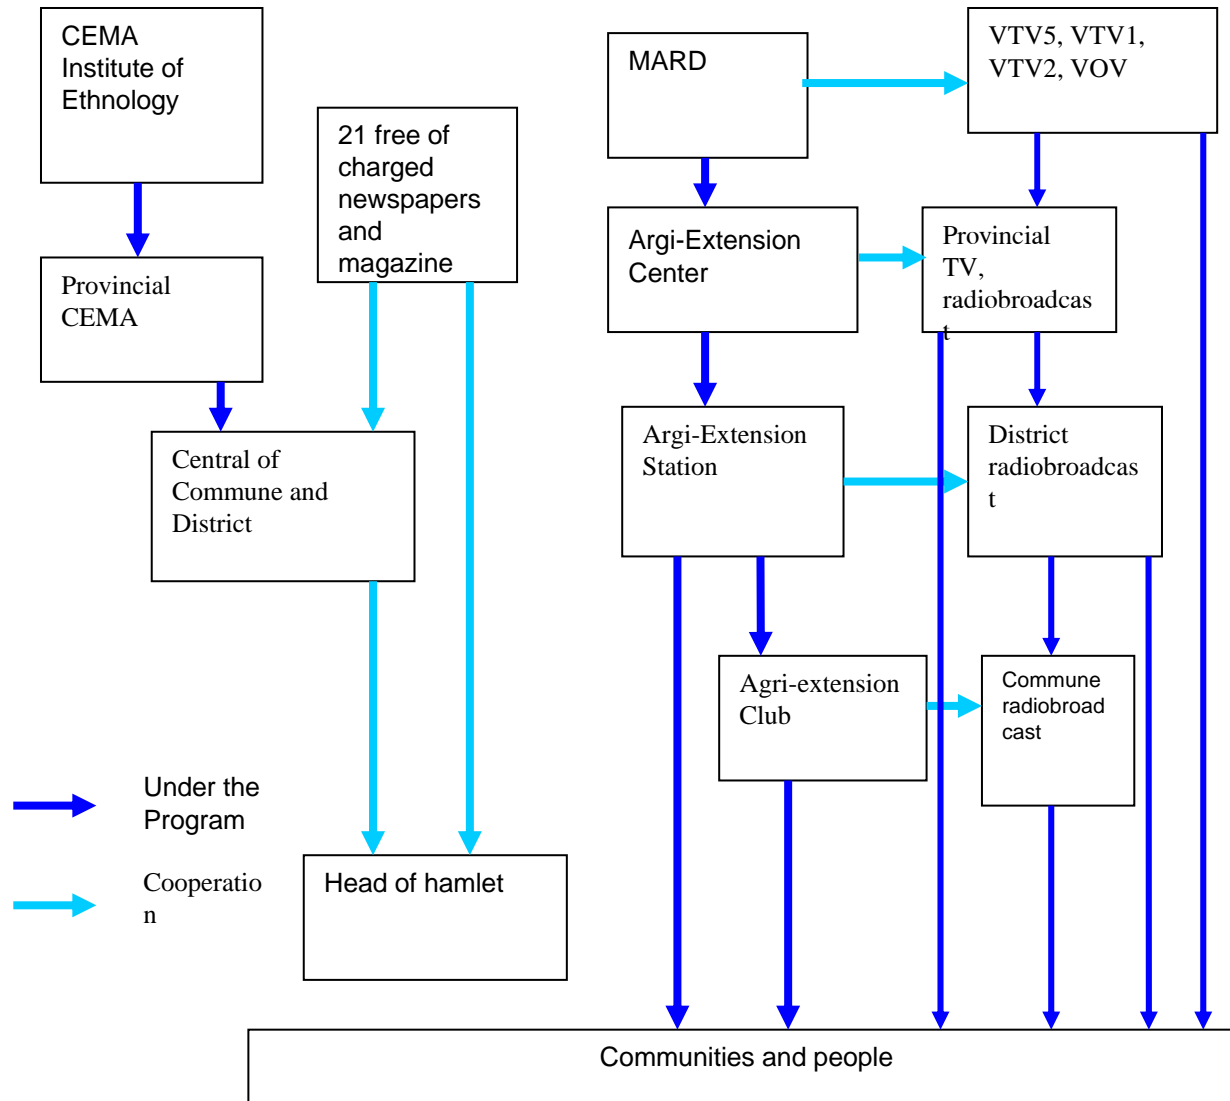 CEMA
Institute of
Ethnology
21 free of
charged
newspapers
and
magazine
MARD
VTV5, VTV1,
VTV2, VOV
Provincial
CEMA
Argi-Extension
Center
Provincial
TV,
radiobroadcas
t
Central of
Commune and
District
Argi-Extension
Station
District
radiobroadcas
t
Agri-extension
Club
Commune
radiobroad
cast
Under the
Program
Cooperatio
n
Head of hamlet
Communities and people